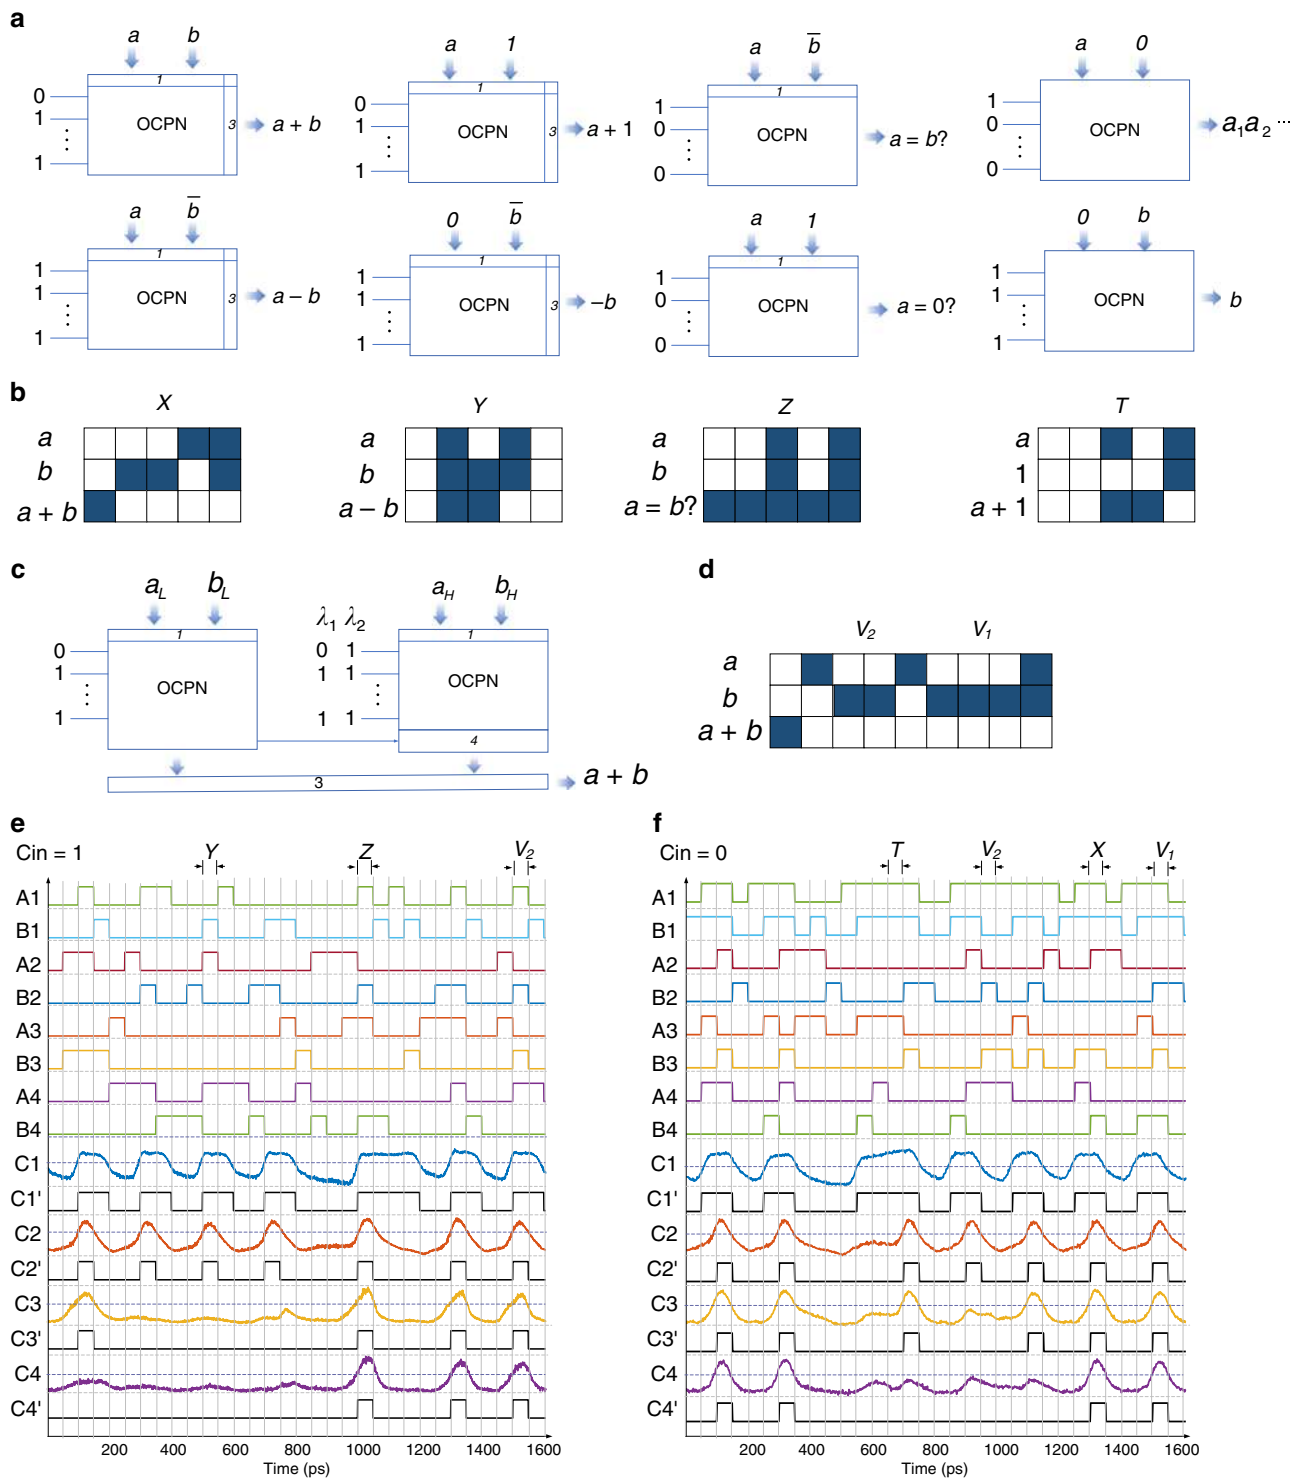 a
a b a 1 a b̅ a 0
0 1 ⋮ 1 1 OCPN 3 a + b
0 1 ⋮ 1 1 OCPN 3 a + 1
1 0 ⋮ 0 1 OCPN a = b?
1 0 ⋮ 0 OCPN a₁a₂ ···
a b̅ 0 b̅ a 1 0 b
1 1 ⋮ 1 1 OCPN 3 a – b
1 1 ⋮ 1 1 OCPN 3 –b
1 0 ⋮ 0 1 OCPN a = 0?
1 1 ⋮ 1 OCPN b
b
X Y Z T
a a a a
b b b 1
a + b a – b a = b? a + 1
c
a_L b_L a_H b_H
λ₁ λ₂
1 1
0 0 1
1 OCPN 1 1 OCPN
⋮ ⋮
1 1 1
4
3 a + b
d
V₂ V₁
a
b
a + b
e
Cin = 1 Y Z V₂
A1
B1
A2
B2
A3
B3
A4
B4
C1
C1'
C2
C2'
C3
C3'
C4
C4'
200 400 600 800 1000 1200 1400 1600
Time (ps)
f
Cin = 0 T V₂ X V₁
A1
B1
A2
B2
A3
B3
A4
B4
C1
C1'
C2
C2'
C3
C3'
C4
C4'
200 400 600 800 1000 1200 1400 1600
Time (ps)